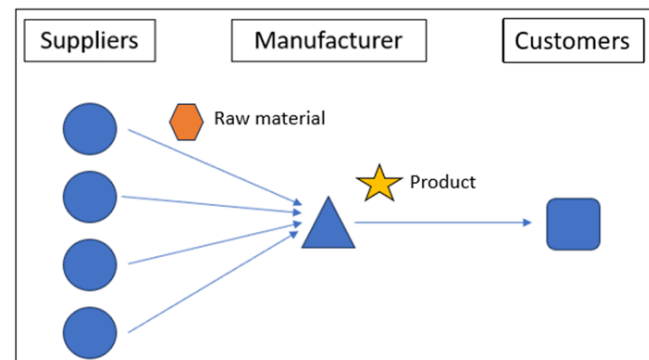 Suppliers
Manufacturer
Customers
Raw material
Product